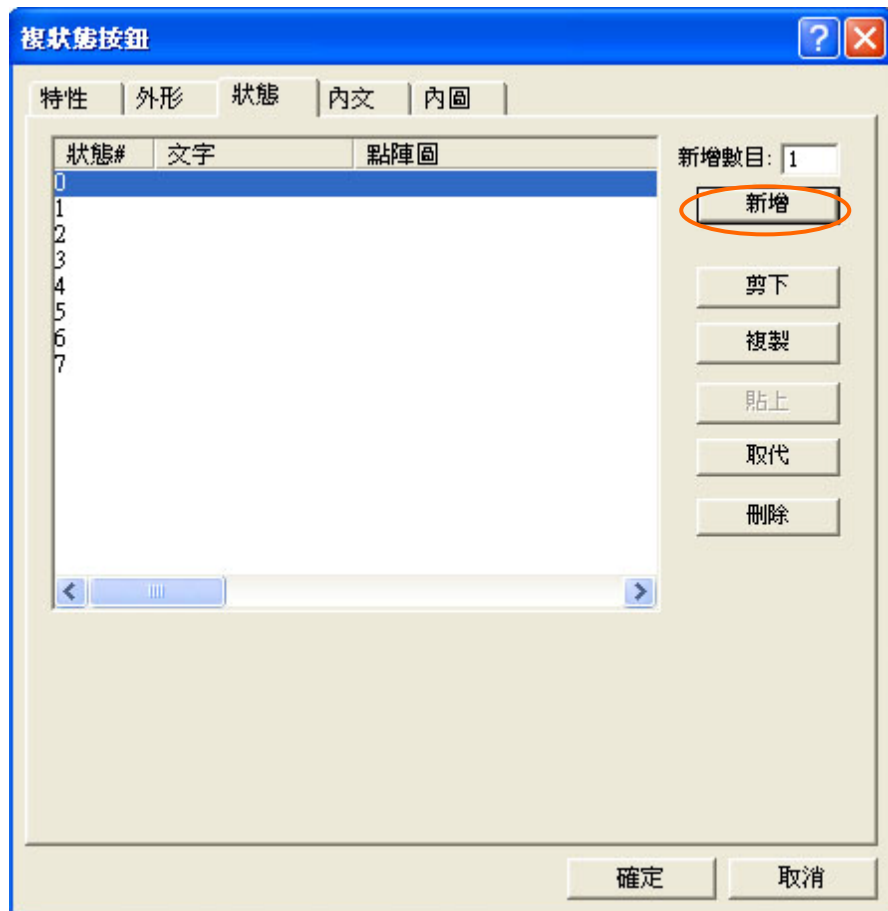 複狀態按鈕
特性 外形 狀態 內文 內圖
狀態# 文字 點陣圖
新增數目: 1
0
新增
1
2
3
4
剪下
5
6
複製
7
貼上
取代
刪除
確定 取消